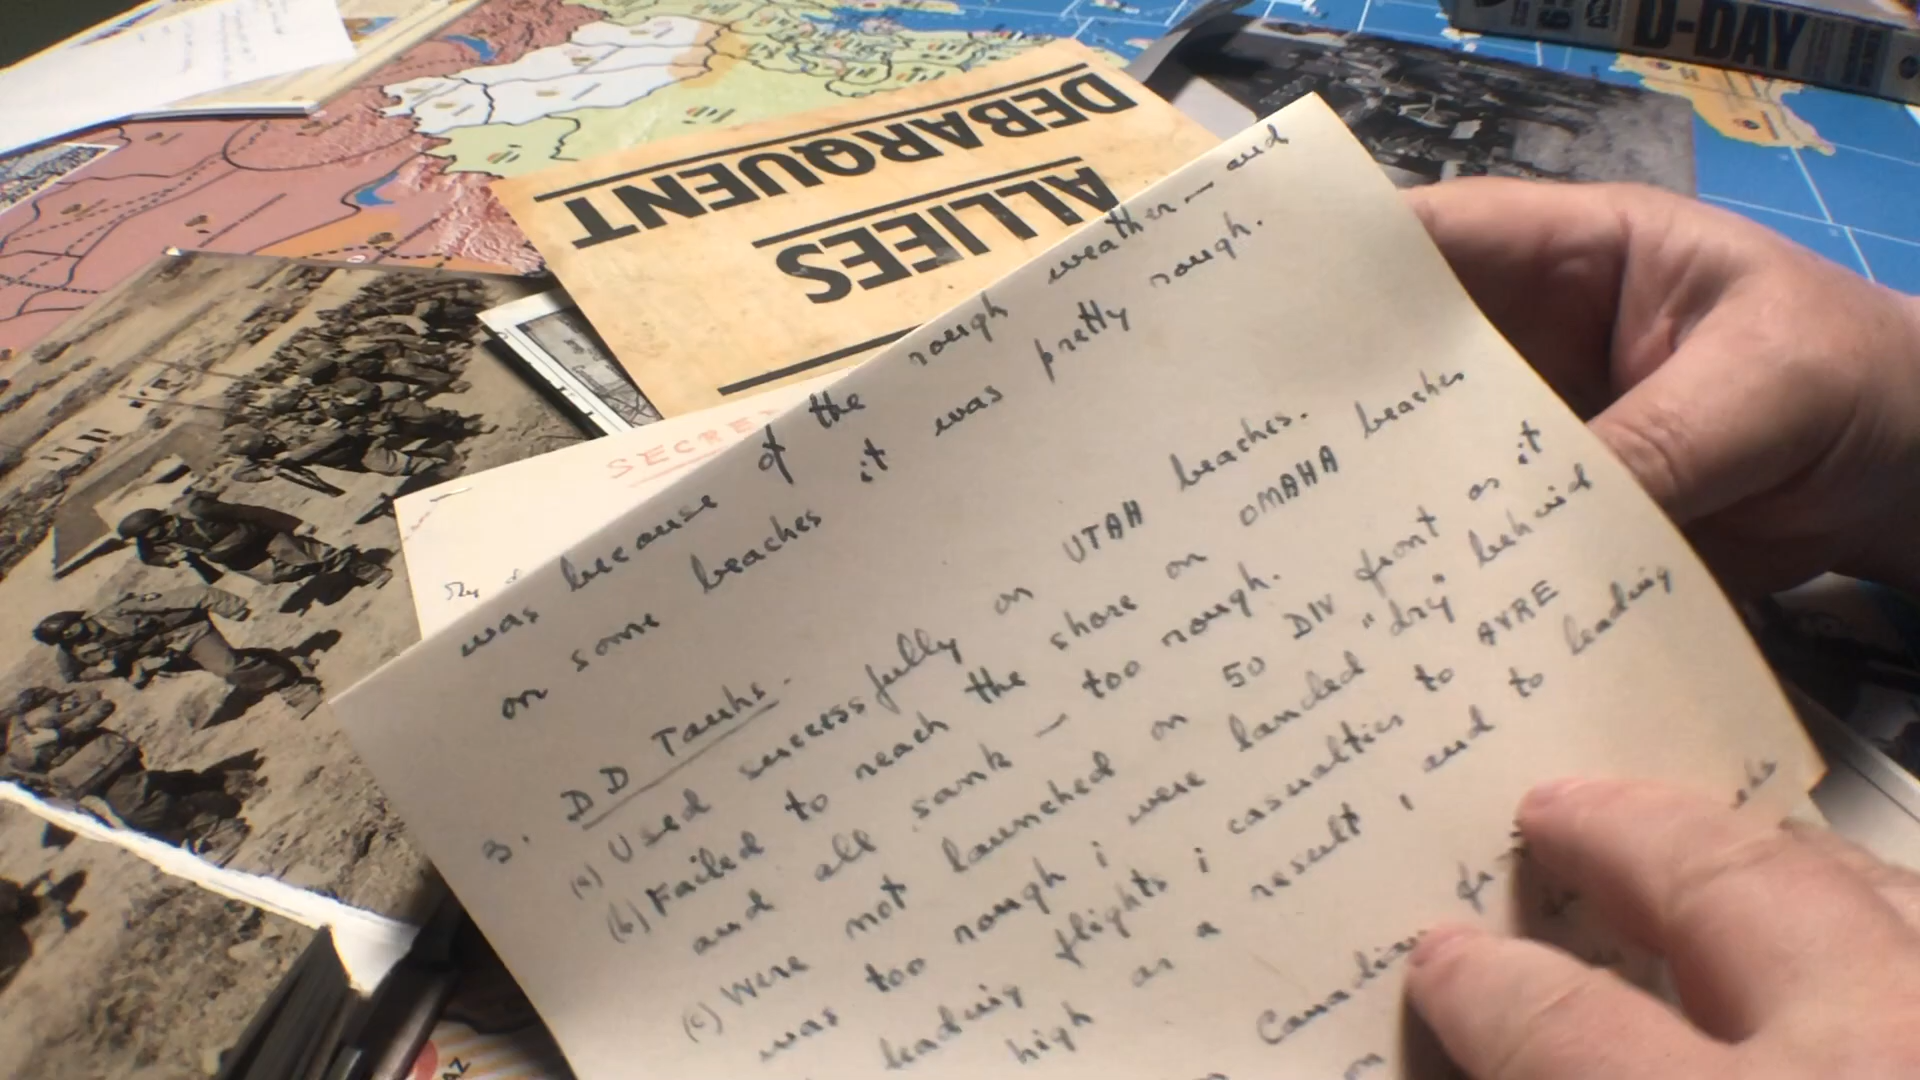 D-DAY
DEBARQUENT
ALLIEES
SECRE
was because of the rough weather — and
on some beaches it was pretty rough.
3. DD Tanks.
(a) Used successfully on UTAH beaches.
(b) Failed to reach the shore on OMAHA beaches
and all sank — too rough.
(c) Were not launched on 50 DIV front as it
was too rough; were landed "dry" behind
leading flights; casualties to AVRE
high as a result, and to leading
Canadian
on